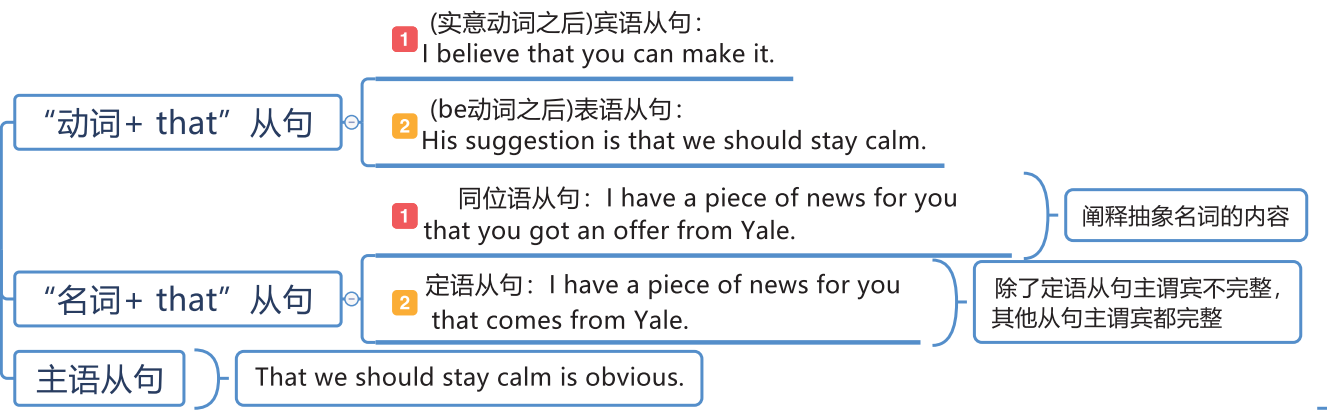 “动词+ that”从句
1
(实意动词之后)宾语从句：
I believe that you can make it.
2
(be动词之后)表语从句：
His suggestion is that we should stay calm.
“名词+ that”从句
1
同位语从句：I have a piece of news for you
that you got an offer from Yale.
阐释抽象名词的内容
2
定语从句：I have a piece of news for you
that comes from Yale.
除了定语从句主谓宾不完整，
其他从句主谓宾都完整
主语从句
That we should stay calm is obvious.